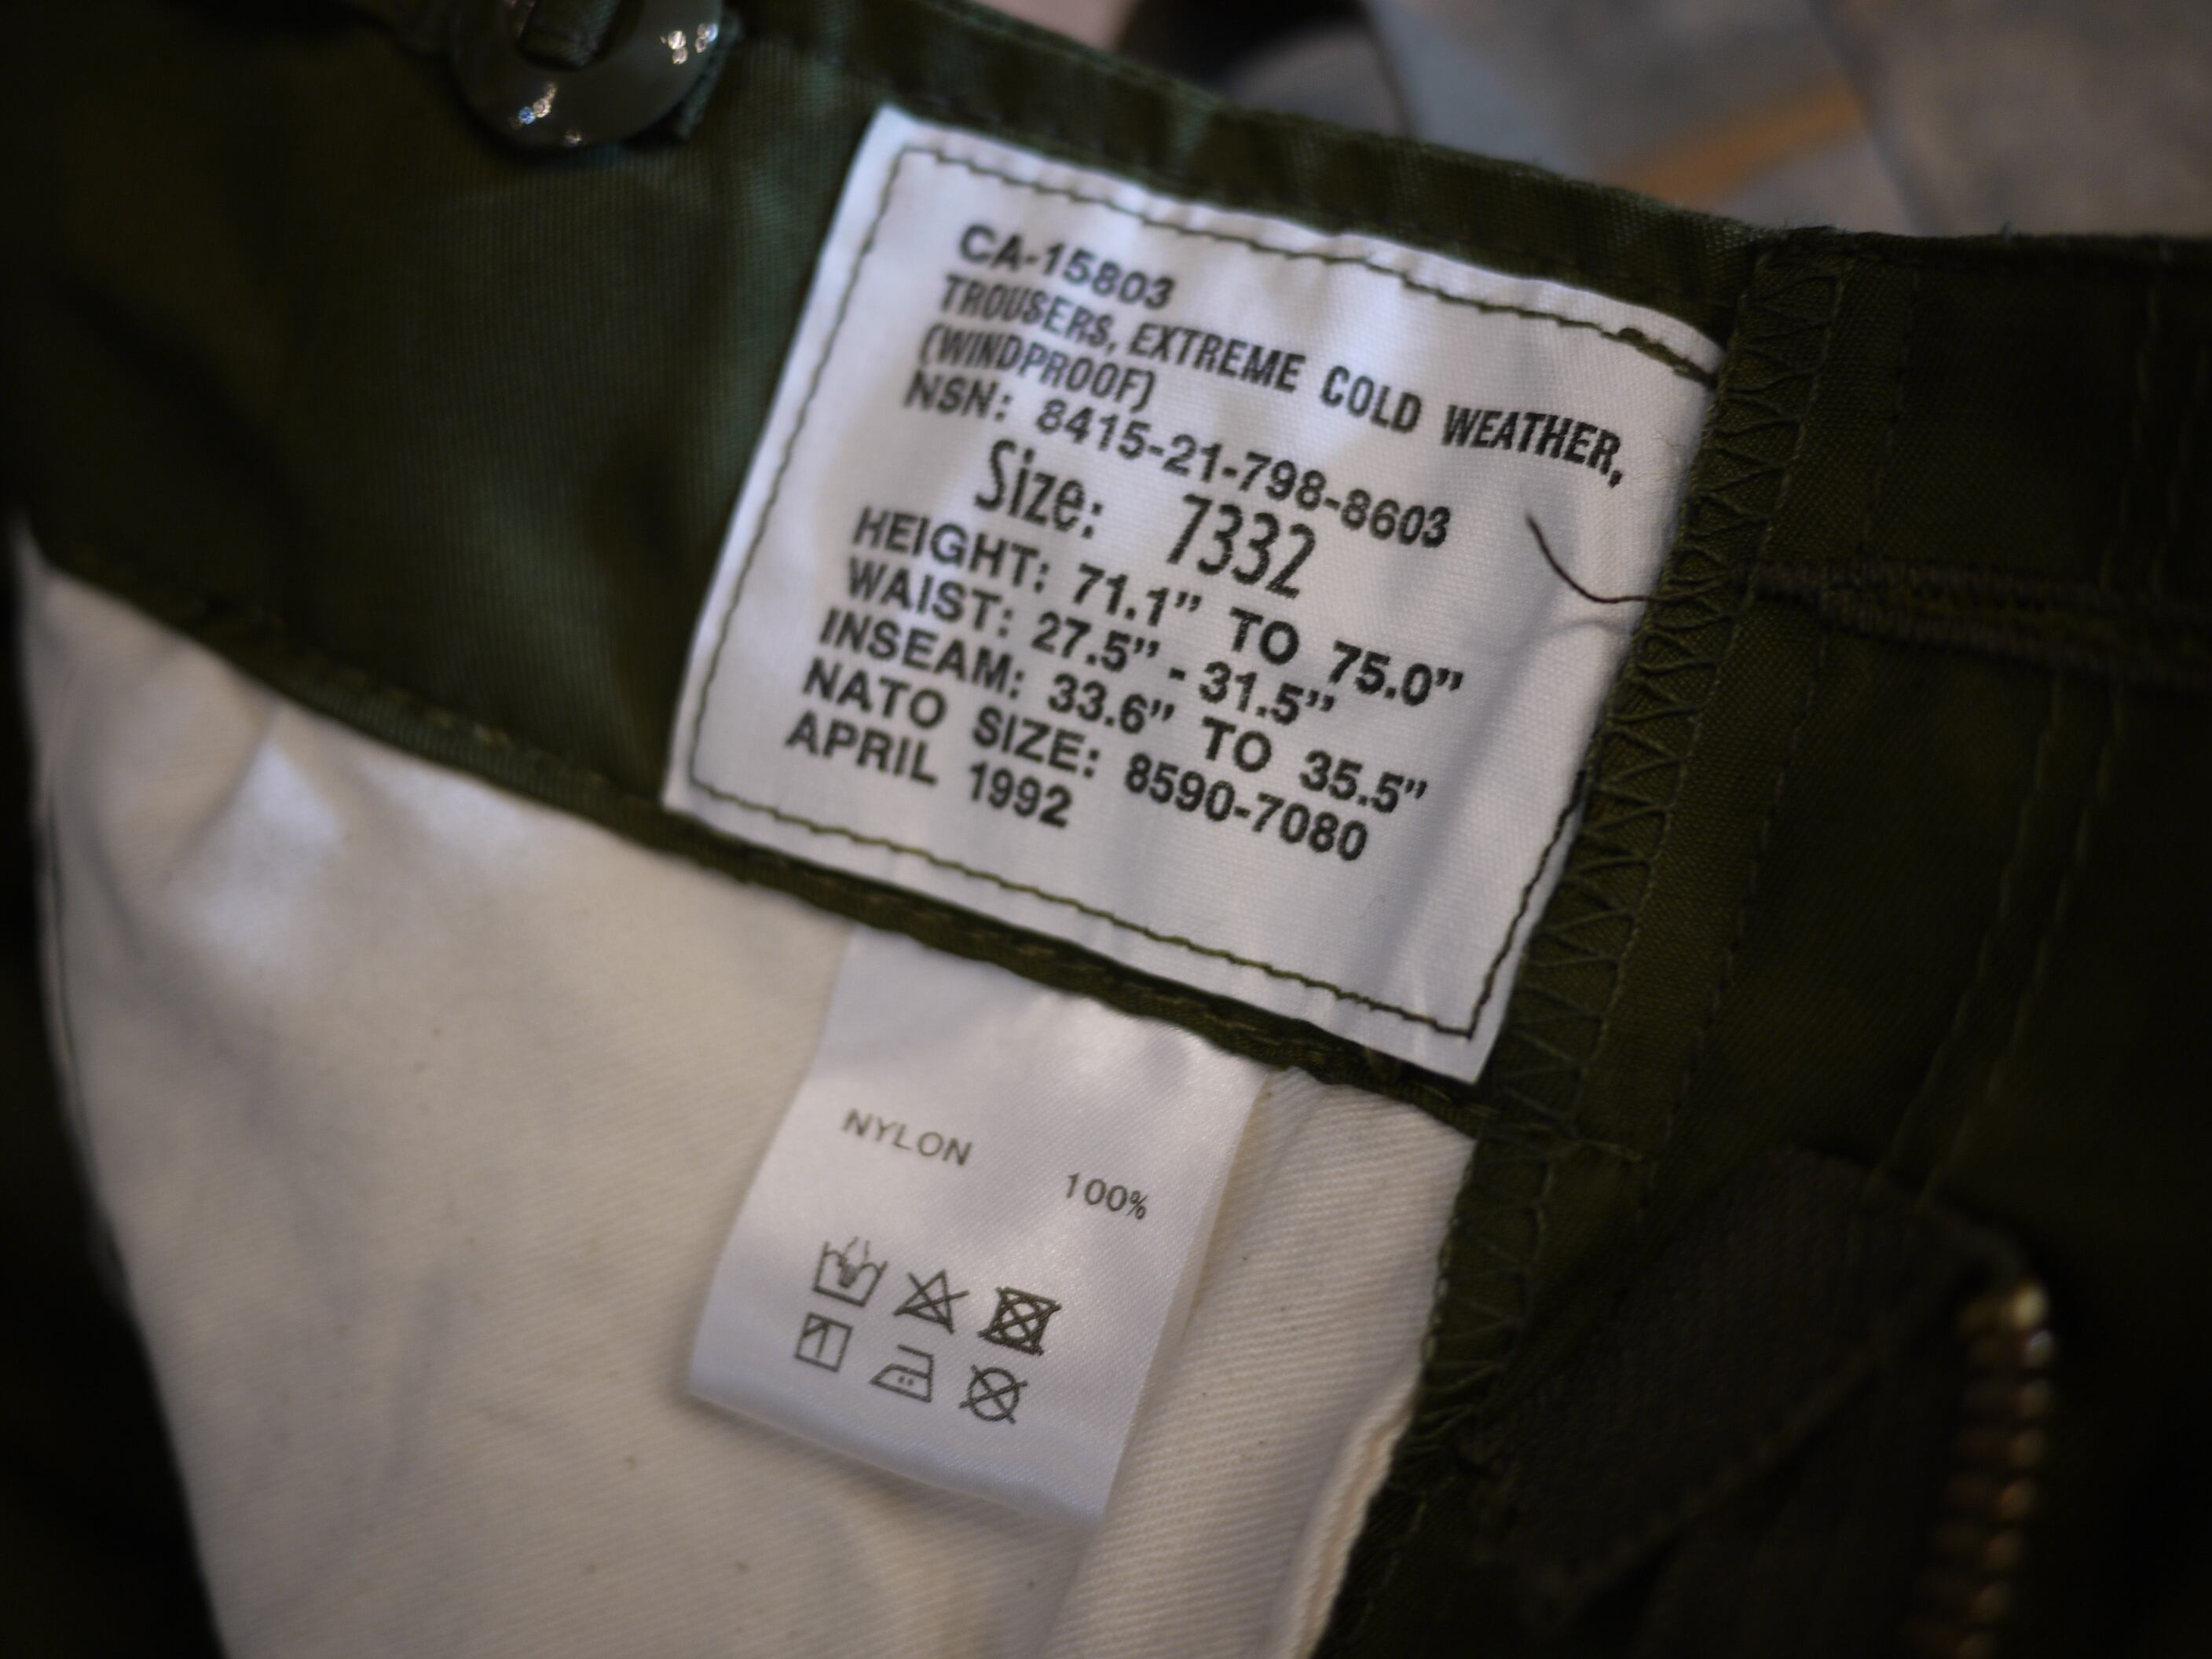 CA-15803
TROUSERS, EXTREME COLD WEATHER,
(WINDPROOF)
NSN: 8415-21-798-8603
Size: 7332
HEIGHT: 71.1” TO 75.0”
WAIST: 27.5” - 31.5”
INSEAM: 33.6” TO 35.5”
NATO SIZE: 8590-7080
APRIL 1992
NYLON 100%